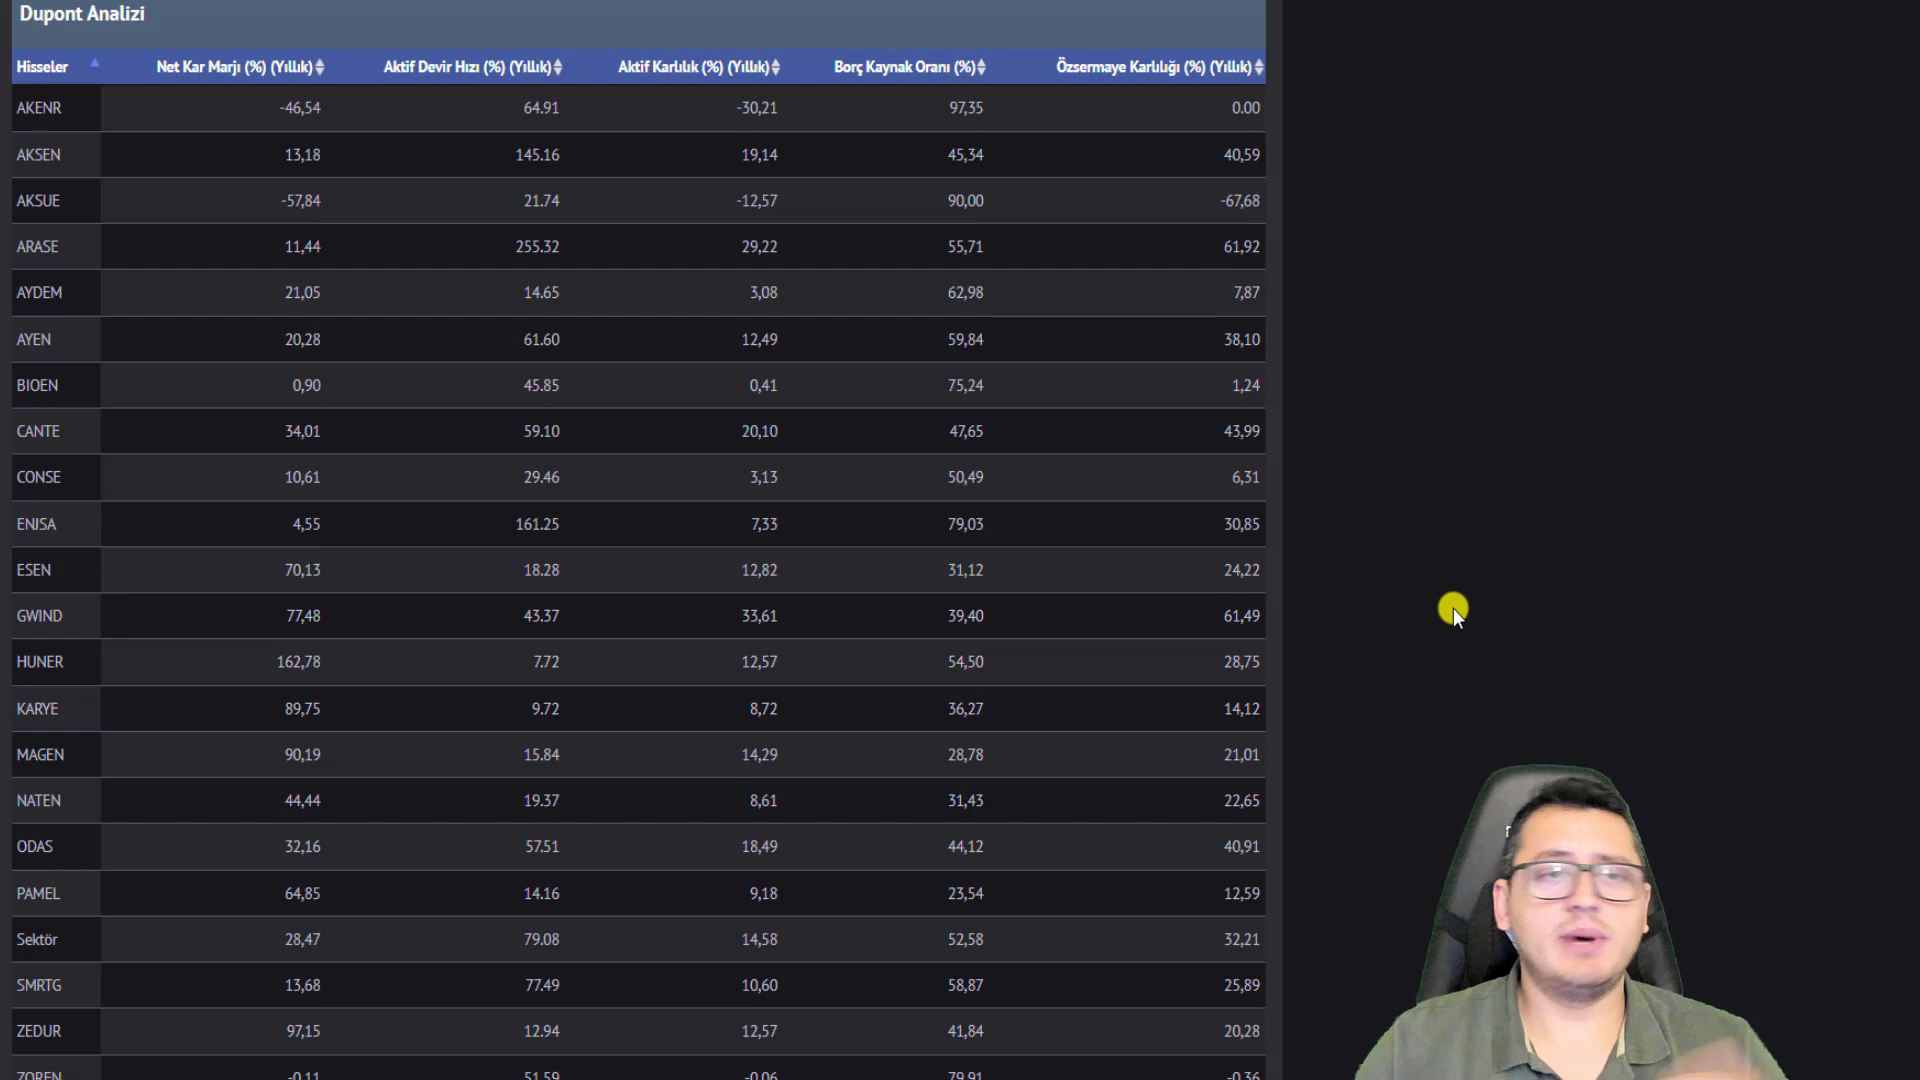 Dupont Analizi
Hisseler Net Kar Marjı (%) (Yıllık) Aktif Devir Hızı (%) (Yıllık) Aktif Karlılık (%) (Yıllık) Borç Kaynak Oranı (%) Özsermaye Karlılığı (%) (Yıllık)
AKENR -46,54 64.91 -30,21 97,35 0.00
AKSEN 13,18 145.16 19,14 45,34 40,59
AKSUE -57,84 21.74 -12,57 90,00 -67,68
ARASE 11,44 255.32 29,22 55,71 61,92
AYDEM 21,05 14.65 3,08 62,98 7,87
AYEN 20,28 61.60 12,49 59,84 38,10
BIOEN 0,90 45.85 0,41 75,24 1,24
CANTE 34,01 59.10 20,10 47,65 43,99
CONSE 10,61 29.46 3,13 50,49 6,31
ENJSA 4,55 161.25 7,33 79,03 30,85
ESEN 70,13 18.28 12,82 31,12 24,22
GWIND 77,48 43.37 33,61 39,40 61,49
HUNER 162,78 7.72 12,57 54,50 28,75
KARYE 89,75 9.72 8,72 36,27 14,12
MAGEN 90,19 15.84 14,29 28,78 21,01
NATEN 44,44 19.37 8,61 31,43 22,65
ODAS 32,16 57.51 18,49 44,12 40,91
PAMEL 64,85 14.16 9,18 23,54 12,59
Sektör 28,47 79.08 14,58 52,58 32,21
SMRTG 13,68 77.49 10,60 58,87 25,89
ZEDUR 97,15 12.94 12,57 41,84 20,28
ZOREN -0,11 51.59 -0,06 79,91 -0,36